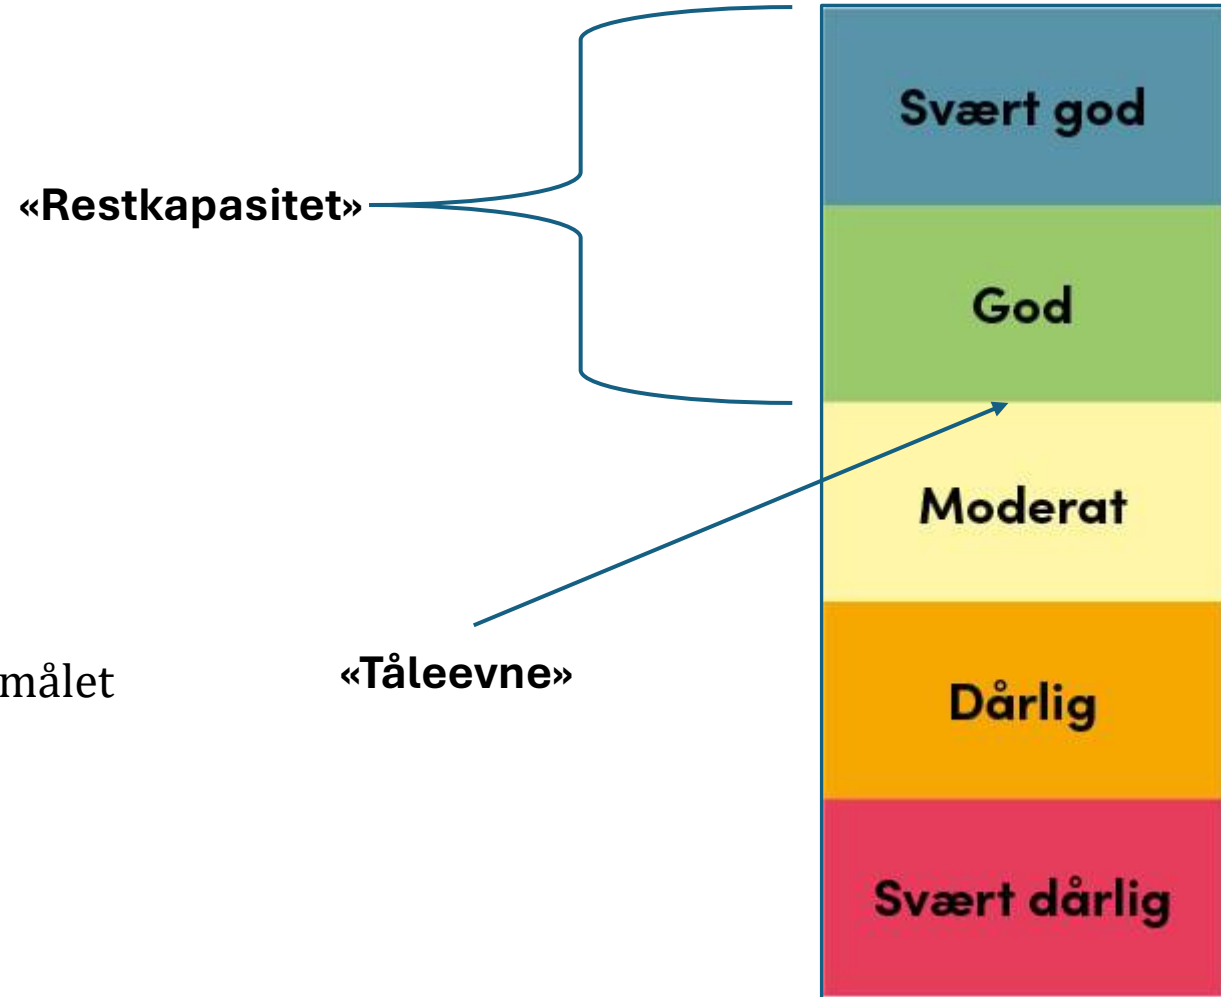 Svært god
«Restkapasitet»
God
Moderat
målet
«Tåleevne»
Dårlig
Svært dårlig